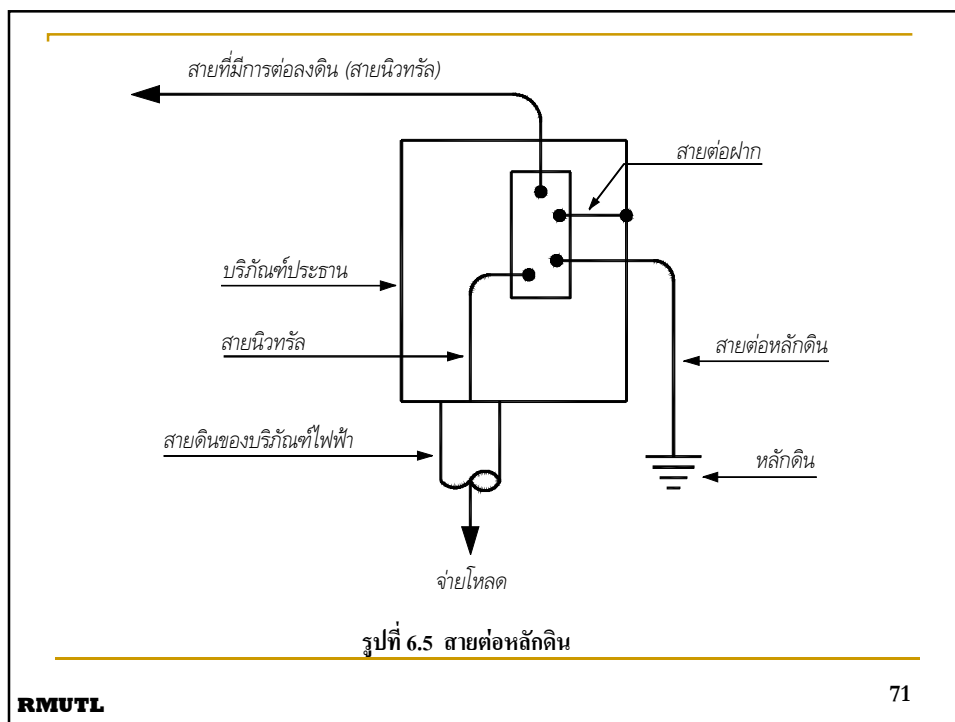 สายที่มีการต่อลงดิน (สายนิวทรัล)
สายต่อฝาก
บริภัณฑ์ประธาน
สายนิวทรัล
สายต่อหลักดิน
สายดินของบริภัณฑ์ไฟฟ้า
หลักดิน
จ่ายโหลด
รูปที่ 6.5 สายต่อหลักดิน
RMUTL
71